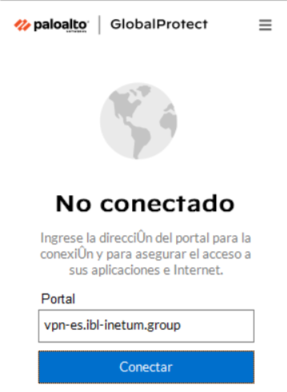 paloalto GlobalProtect
No conectado
Ingrese la direcciÛn del portal para la
conexiÛn y para asegurar el acceso a
sus aplicaciones e Internet.
Portal
vpn-es.ibl-inetum.group
Conectar